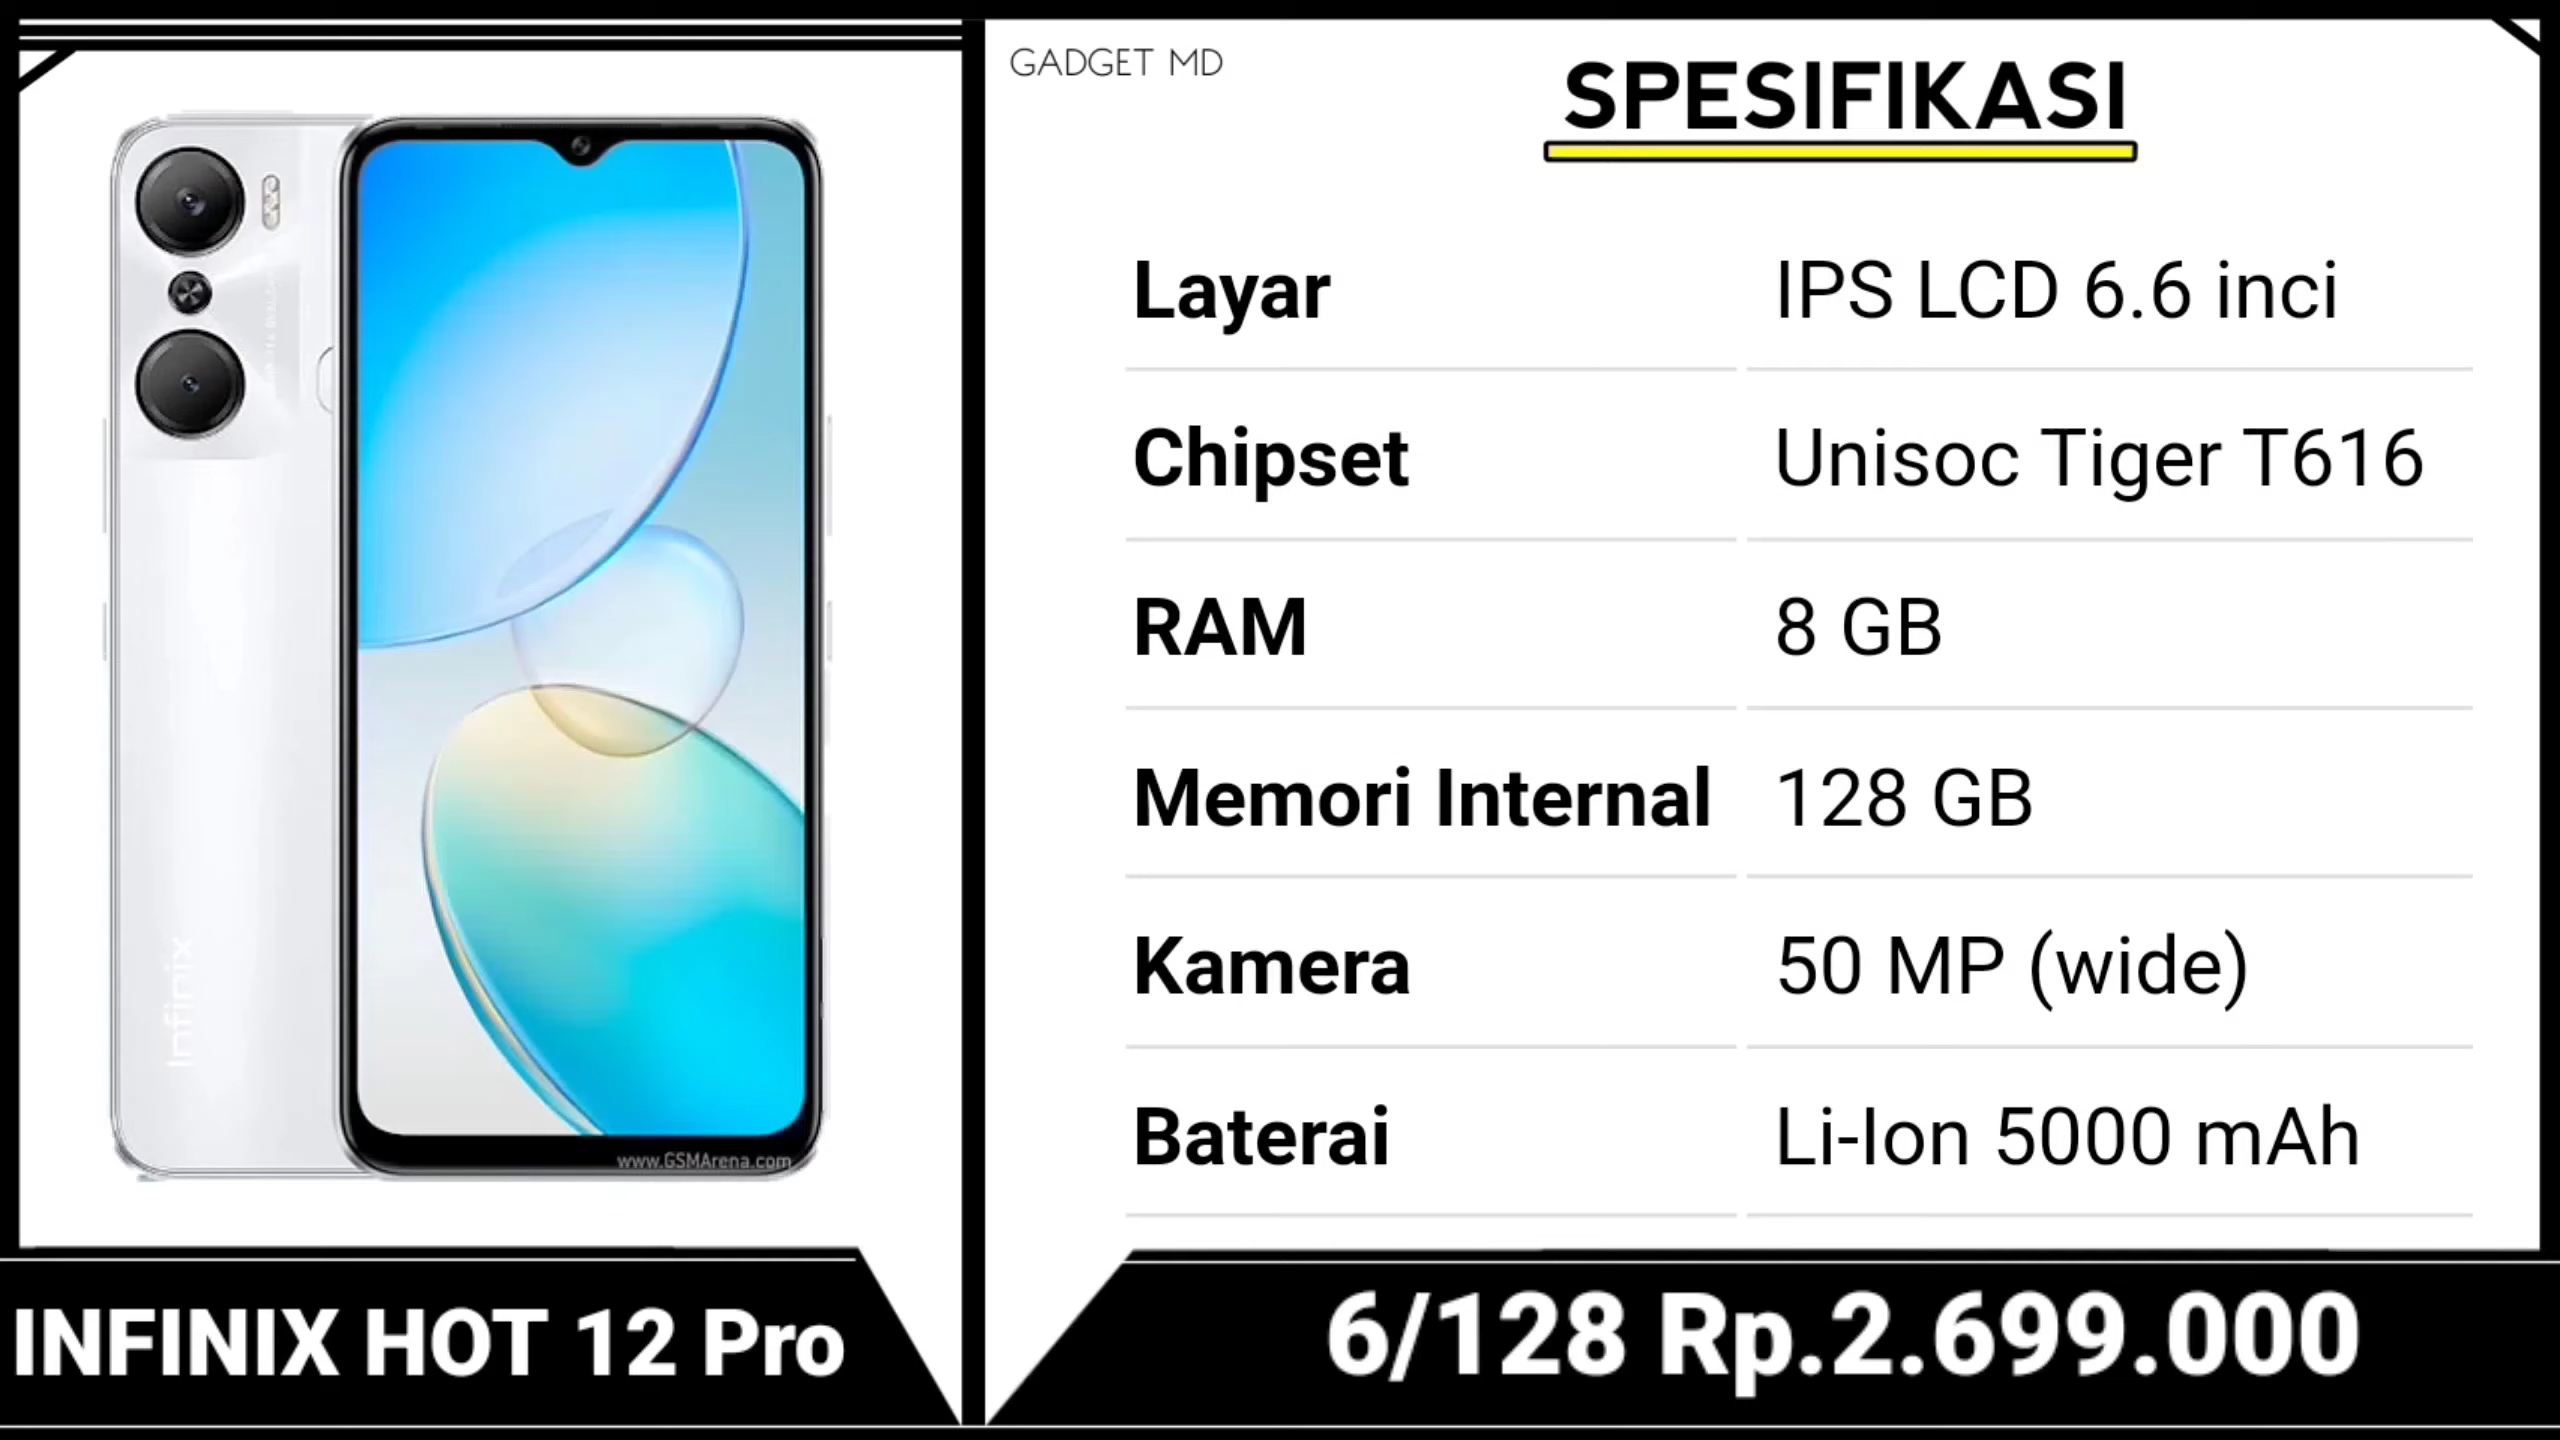 GADGET MD
SPESIFIKASI
Layar IPS LCD 6.6 inci
Chipset Unisoc Tiger T616
RAM 8 GB
Memori Internal 128 GB
Kamera 50 MP (wide)
Baterai Li-Ion 5000 mAh
Infinix
www.GSMArena.com
INFINIX HOT 12 Pro
6/128 Rp.2.699.000